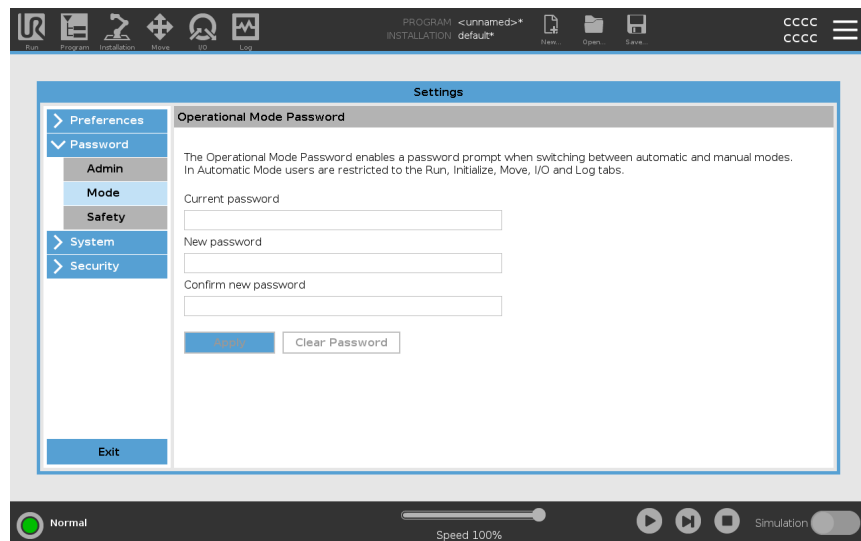 UR
Run
Program
Installation
Move
I/O
Log
PROGRAM <unnamed>*
INSTALLATION default*
New...
Open...
Save...
CCCC
CCCC
Settings
Preferences
Password
Admin
Mode
Safety
System
Security
Exit
Operational Mode Password
The Operational Mode Password enables a password prompt when switching between automatic and manual modes.
In Automatic Mode users are restricted to the Run, Initialize, Move, I/O and Log tabs.
Current password
New password
Confirm new password
Apply
Clear Password
Normal
Speed 100%
Simulation